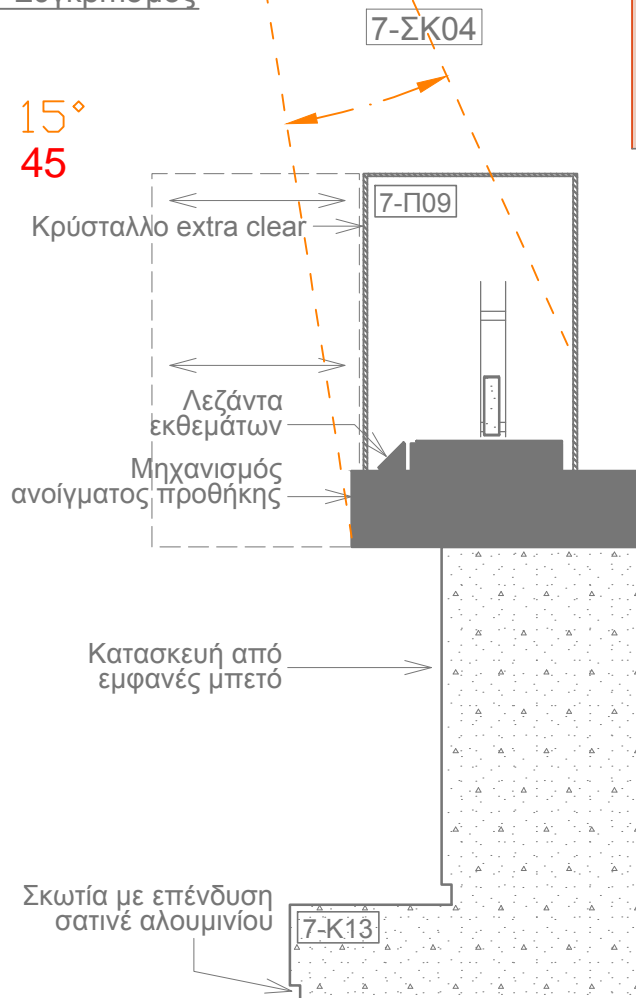 7-ΣΚ04
15°
45
7-Π09
Κρύσταλλο extra clear
Λεζάντα
εκθεμάτων
Μηχανισμός
ανοίγματος προθήκης
Κατασκευή από
εμφανές μπετό
Σκωτία με επένδυση
σατινέ αλουμινίου
7-Κ13